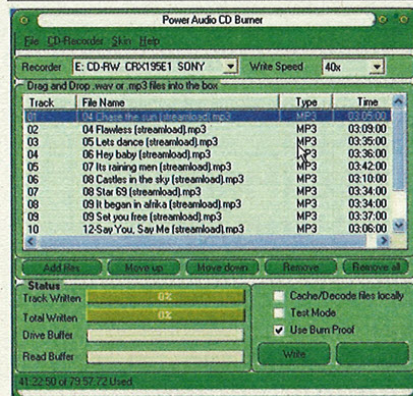 Power Audio CD Burner
File CD-Recorder Skin Help
Recorder E: CD-RW CRX195E1 SONY Write Speed 40x
Drag and Drop .wav or .mp3 files into the box
Track File Name Type Time
01 04 Chase the sun (streamload).mp3 MP3 03:05:00
02 04 Flawless (streamload).mp3 MP3 03:09:00
03 05 Lets dance (streamload).mp3 MP3 03:35:00
04 06 Hey baby (streamload).mp3 MP3 03:36:00
05 07 Its raining men (streamload).mp3 MP3 03:42:00
06 08 Castles in the sky (streamload).mp3 MP3 03:10:00
07 08 Star 69 (streamload).mp3 MP3 03:34:00
08 09 It began in afrika (streamload).mp3 MP3 03:34:00
09 09 Set you free (streamload).mp3 MP3 03:37:00
10 12-Say You, Say Me (streamload).mp3 MP3 03:06:00
Add files Move up Move down Remove Remove all
Status
Track Written 0%
Total Written 0%
Drive Buffer
Read Buffer
Cache/Decode files locally
Test Mode
Use Burn Proof
Write
41:22:50 of 79:57:72 Used